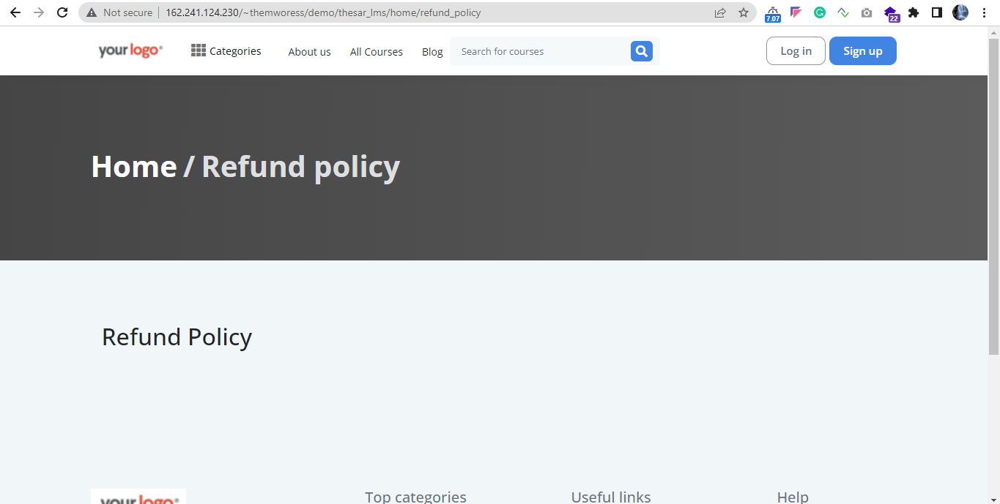 Not secure | 162.241.124.230/~themworess/demo/thesar_lms/home/refund_policy
7.07
22
your logo®
Categories
About us
All Courses
Blog
Search for courses
Log in
Sign up
Home / Refund policy
Refund Policy
your logo®
Top categories
Useful links
Help